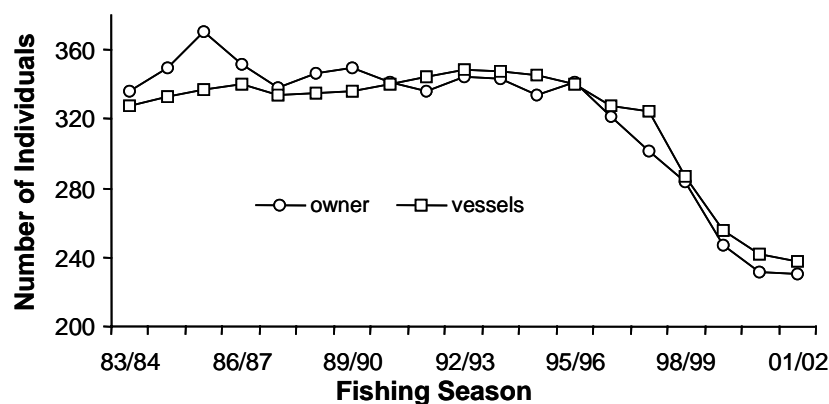 Number of Individuals
360
320
280
240
200
owner
vessels
83/84 86/87 89/90 92/93 95/96 98/99 01/02
Fishing Season